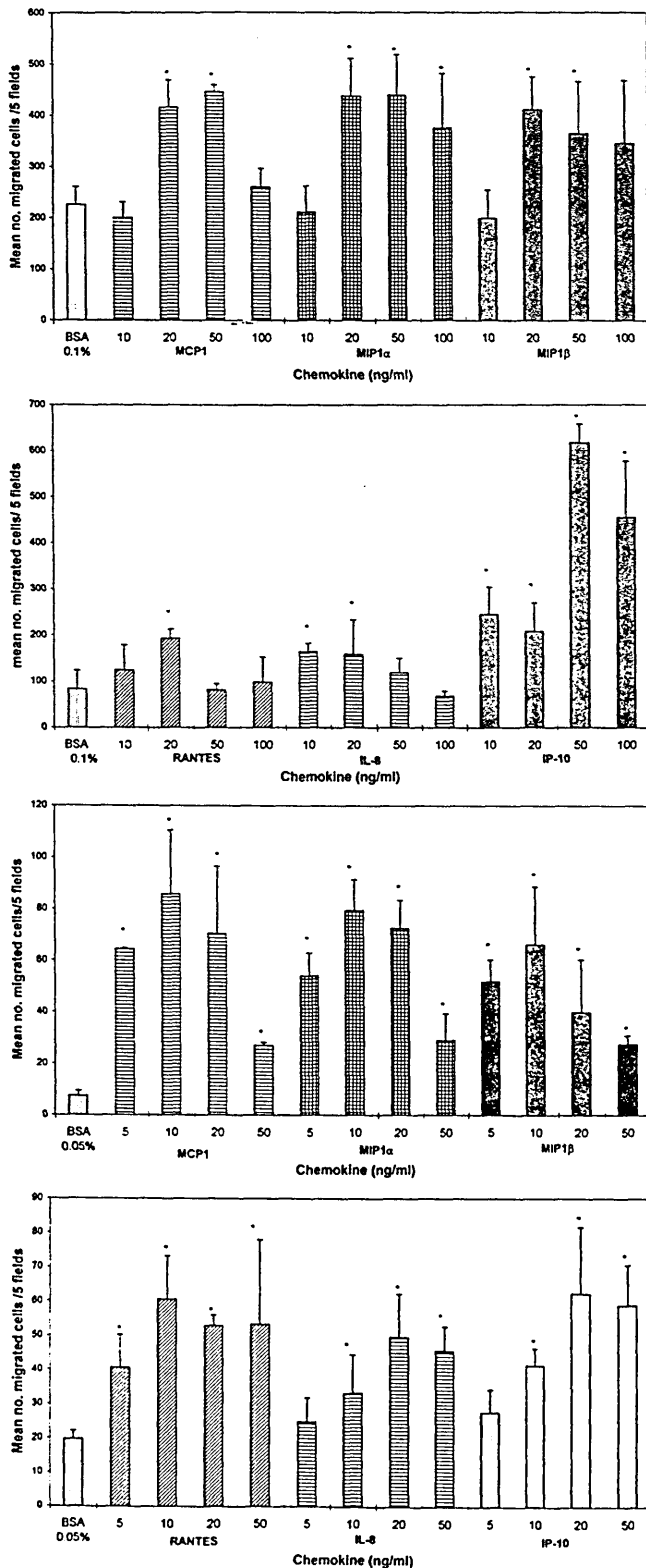 600
500
400
300
200
100
0
Mean no. migrated cells /5 fields
BSA 10 20 50 100 10 20 50 100 10 20 50 100
0.1% MCP1 MIP1α MIP1β
Chemokine (ng/ml)
700
600
500
400
300
200
100
0
mean no. migrated cells/ 5 fields
BSA 10 20 50 100 10 20 50 100 10 20 50 100
0.1% RANTES IL-8 IP-10
Chemokine (ng/ml)
120
100
80
60
40
20
0
Mean no. migrated cells/5 fields
BSA 5 10 20 50 5 10 20 50 5 10 20 50
0.05% MCP1 MIP1α MIP1β
Chemokine (ng/ml)
90
80
70
60
50
40
30
20
10
0
Mean no. migrated cells /5 fields
BSA 5 10 20 50 5 10 20 50 5 10 20 50
0.05% RANTES IL-8 IP-10
Chemokine (ng/ml)